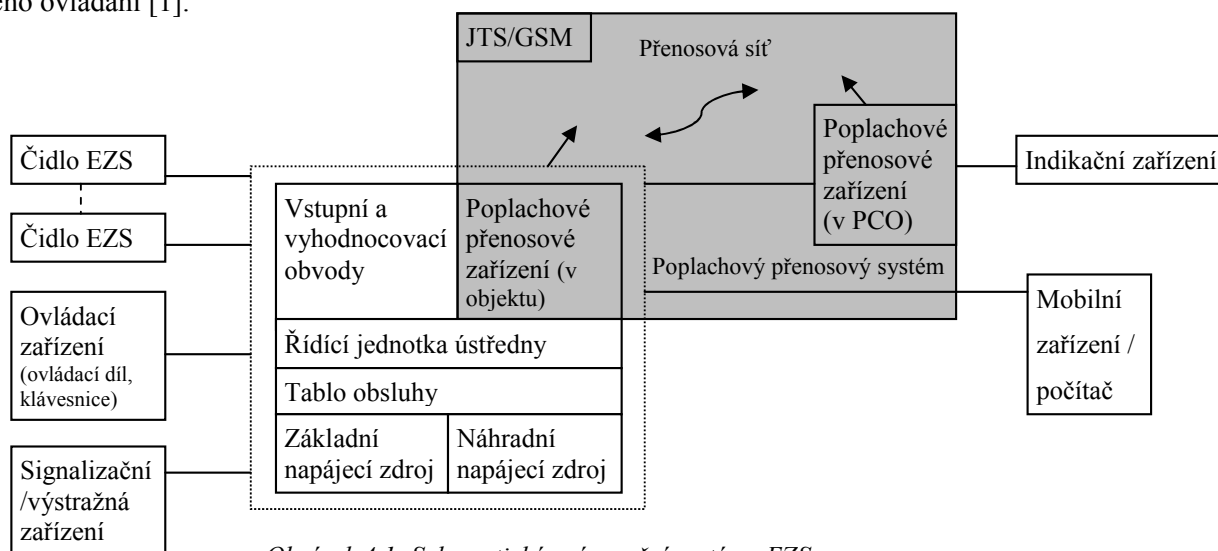 ovládání [1].
JTS/GSM
Přenosová síť
Čidlo EZS
Čidlo EZS
Ovládací
zařízení
(ovládací díl,
klávesnice)
Signalizační
/výstražná
zařízení
Vstupní a
vyhodnocovací
obvody
Poplachové
přenosové
zařízení (v
objektu)
Řídící jednotka ústředny
Tablo obsluhy
Základní
napájecí zdroj
Náhradní
napájecí zdroj
Poplachové
přenosové
zařízení
(v PCO)
Poplachový přenosový systém
Indikační zařízení
Mobilní
zařízení /
počítač
Obrázek 4.1: Schematické znázornění systému EZS